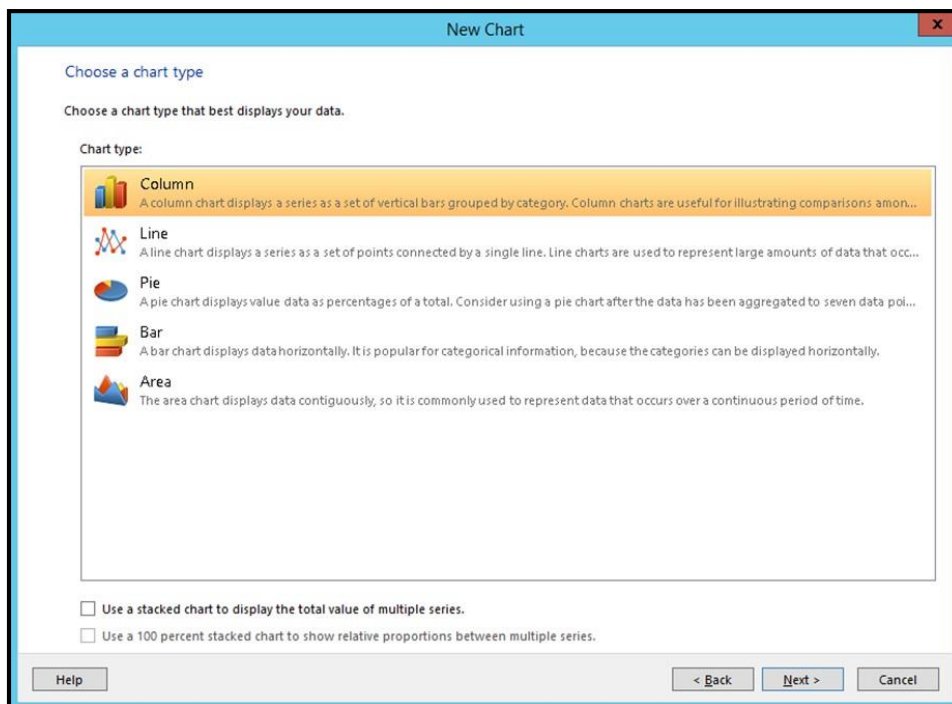 New Chart
x
Choose a chart type
Choose a chart type that best displays your data.
Chart type:
Column
A column chart displays a series as a set of vertical bars grouped by category. Column charts are useful for illustrating comparisons amon...
Line
A line chart displays a series as a set of points connected by a single line. Line charts are used to represent large amounts of data that occ...
Pie
A pie chart displays value data as percentages of a total. Consider using a pie chart after the data has been aggregated to seven data poi...
Bar
A bar chart displays data horizontally. It is popular for categorical information, because the categories can be displayed horizontally.
Area
The area chart displays data contiguously, so it is commonly used to represent data that occurs over a continuous period of time.
Use a stacked chart to display the total value of multiple series.
Use a 100 percent stacked chart to show relative proportions between multiple series.
Help < Back Next > Cancel